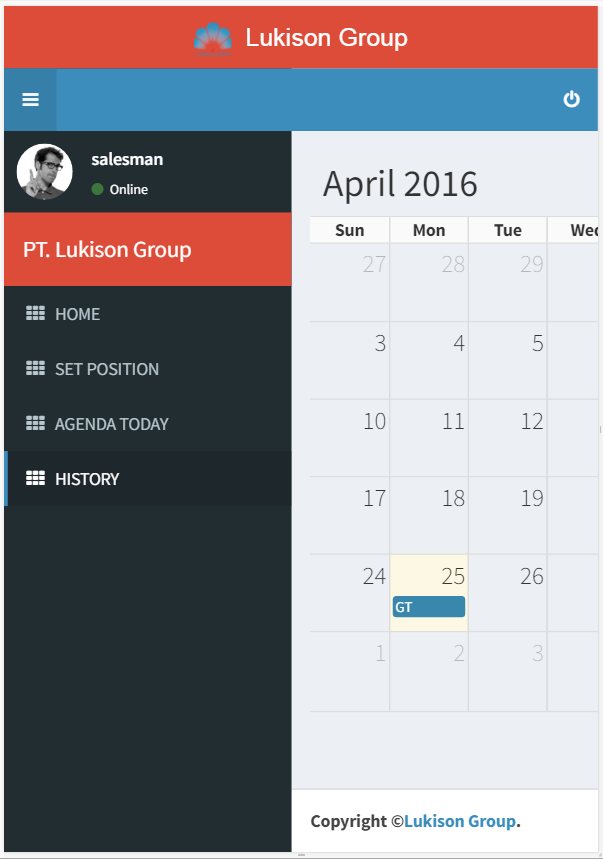 Lukison Group
salesman
Online
PT. Lukison Group
HOME
SET POSITION
AGENDA TODAY
HISTORY
April 2016
Sun Mon Tue Wed
27 28 29
3 4 5
10 11 12
17 18 19
24 25 26
GT
1 2 3
Copyright ©Lukison Group.